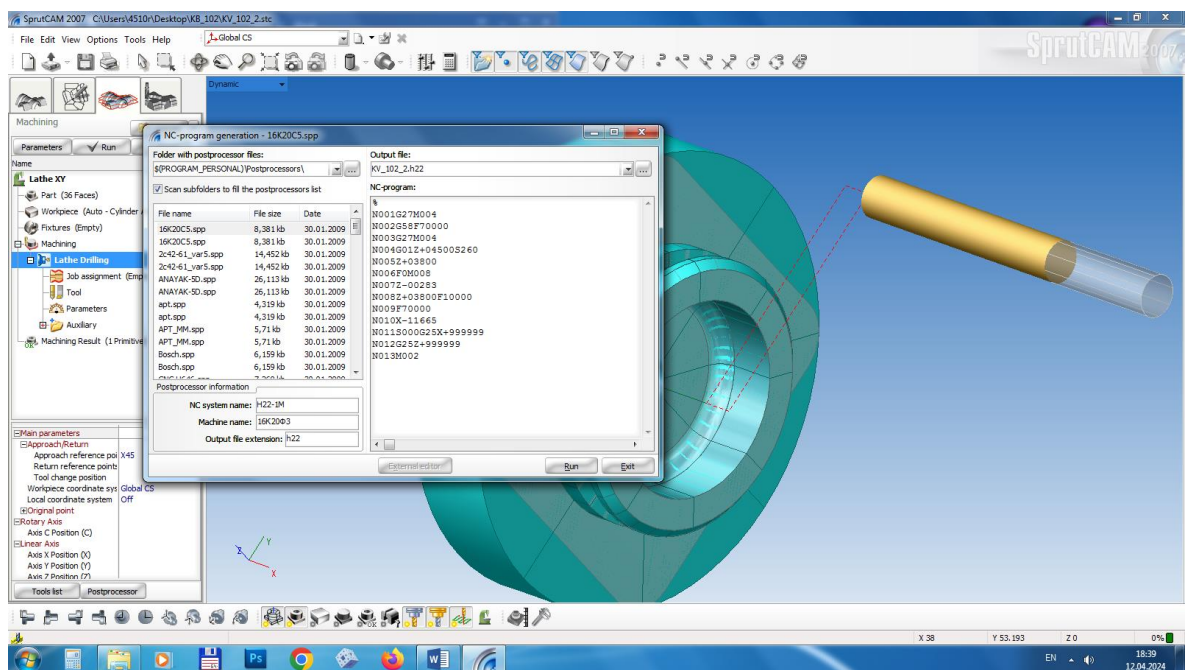 SprutCAM 2007 C:\Users\4510r\Desktop\KB_102\KV_102_2.stc
File Edit View Options Tools Help
Global CS
SprutCAM 2007
Dynamic
Machining
Parameters Run
Name
Lathe XY
Part (36 Faces)
Workpiece (Auto - Cylinder
Fixtures (Empty)
Machining
Lathe Drilling
Job assignment (Emp
Tool
Parameters
Auxiliary
Machining Result (1 Primitive
Main parameters
Approach/Return
Approach reference poi X45
Return reference points
Tool change position
Workpiece coordinate sys Global CS
Local coordinate system Off
Original point
Rotary Axis
Axis C Position (C)
Linear Axis
Axis X Position (X)
Axis Y Position (Y)
Axis Z Position (Z)
Tools list Postprocessor
NC-program generation - 16K20C5.spp
Folder with postprocessor files:
$(PROGRAM_PERSONAL)\Postprocessors\
Scan subfolders to fill the postprocessors list
File name File size Date
16K20C5.spp 8,381 kb 30.01.2009
16K20C5.spp 8,381 kb 30.01.2009
2c42-61_var5.spp 14,452 kb 30.01.2009
2c42-61_var5.spp 14,452 kb 30.01.2009
ANAYAK-5D.spp 26,113 kb 30.01.2009
ANAYAK-5D.spp 26,113 kb 30.01.2009
apt.spp 4,319 kb 30.01.2009
apt.spp 4,319 kb 30.01.2009
APT_MM.spp 5,71 kb 30.01.2009
APT_MM.spp 5,71 kb 30.01.2009
Bosch.spp 6,159 kb 30.01.2009
Bosch.spp 6,159 kb 30.01.2009
Postprocessor information
NC system name: H22-1M
Machine name: 16K20Ф3
Output file extension: h22
Output file:
KV_102_2.h22
NC-program:
%
N001G27M004
N002G58F70000
N003G27M004
N004G01Z+04500S260
N005Z+03800
N006F0M008
N007Z-00283
N008Z+03800F10000
N009F70000
N010X-11665
N011S000G25X+999999
N012G25Z+999999
N013M002
External editor Run Exit
Z Y X
X 38 Y 53,193 Z 0 0%
Ps
W
EN
18:39
12.04.2024